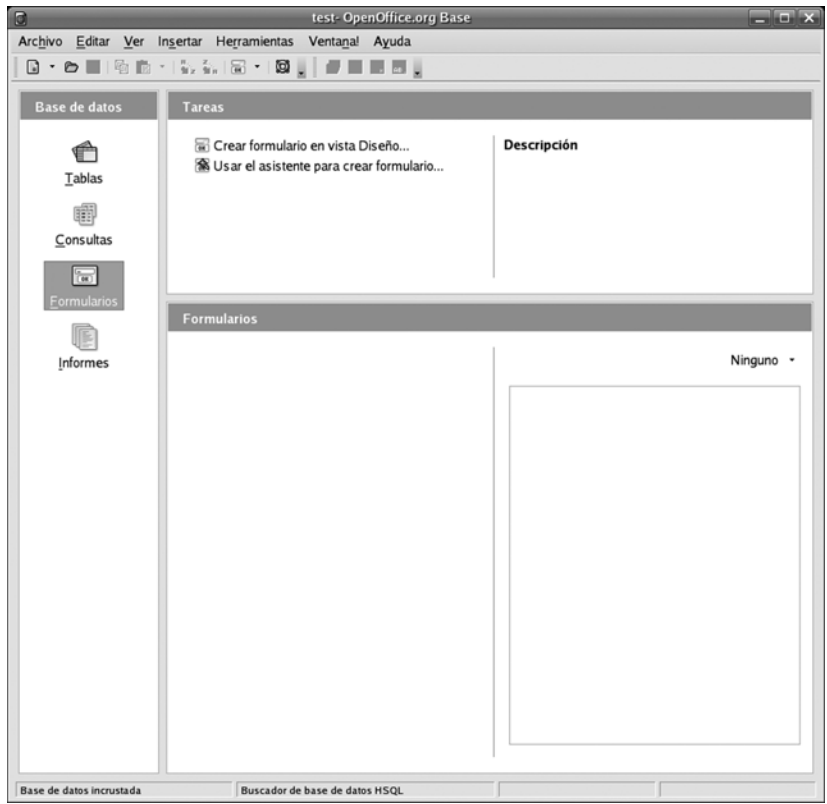 test- OpenOffice.org Base
Archivo Editar Ver Insertar Herramientas Ventana! Ayuda
Base de datos
Tablas
Consultas
Formularios
Informes
Tareas
Crear formulario en vista Diseño...
Usar el asistente para crear formulario...
Descripción
Formularios
Ninguno
Base de datos incrustada
Buscador de base de datos HSQL